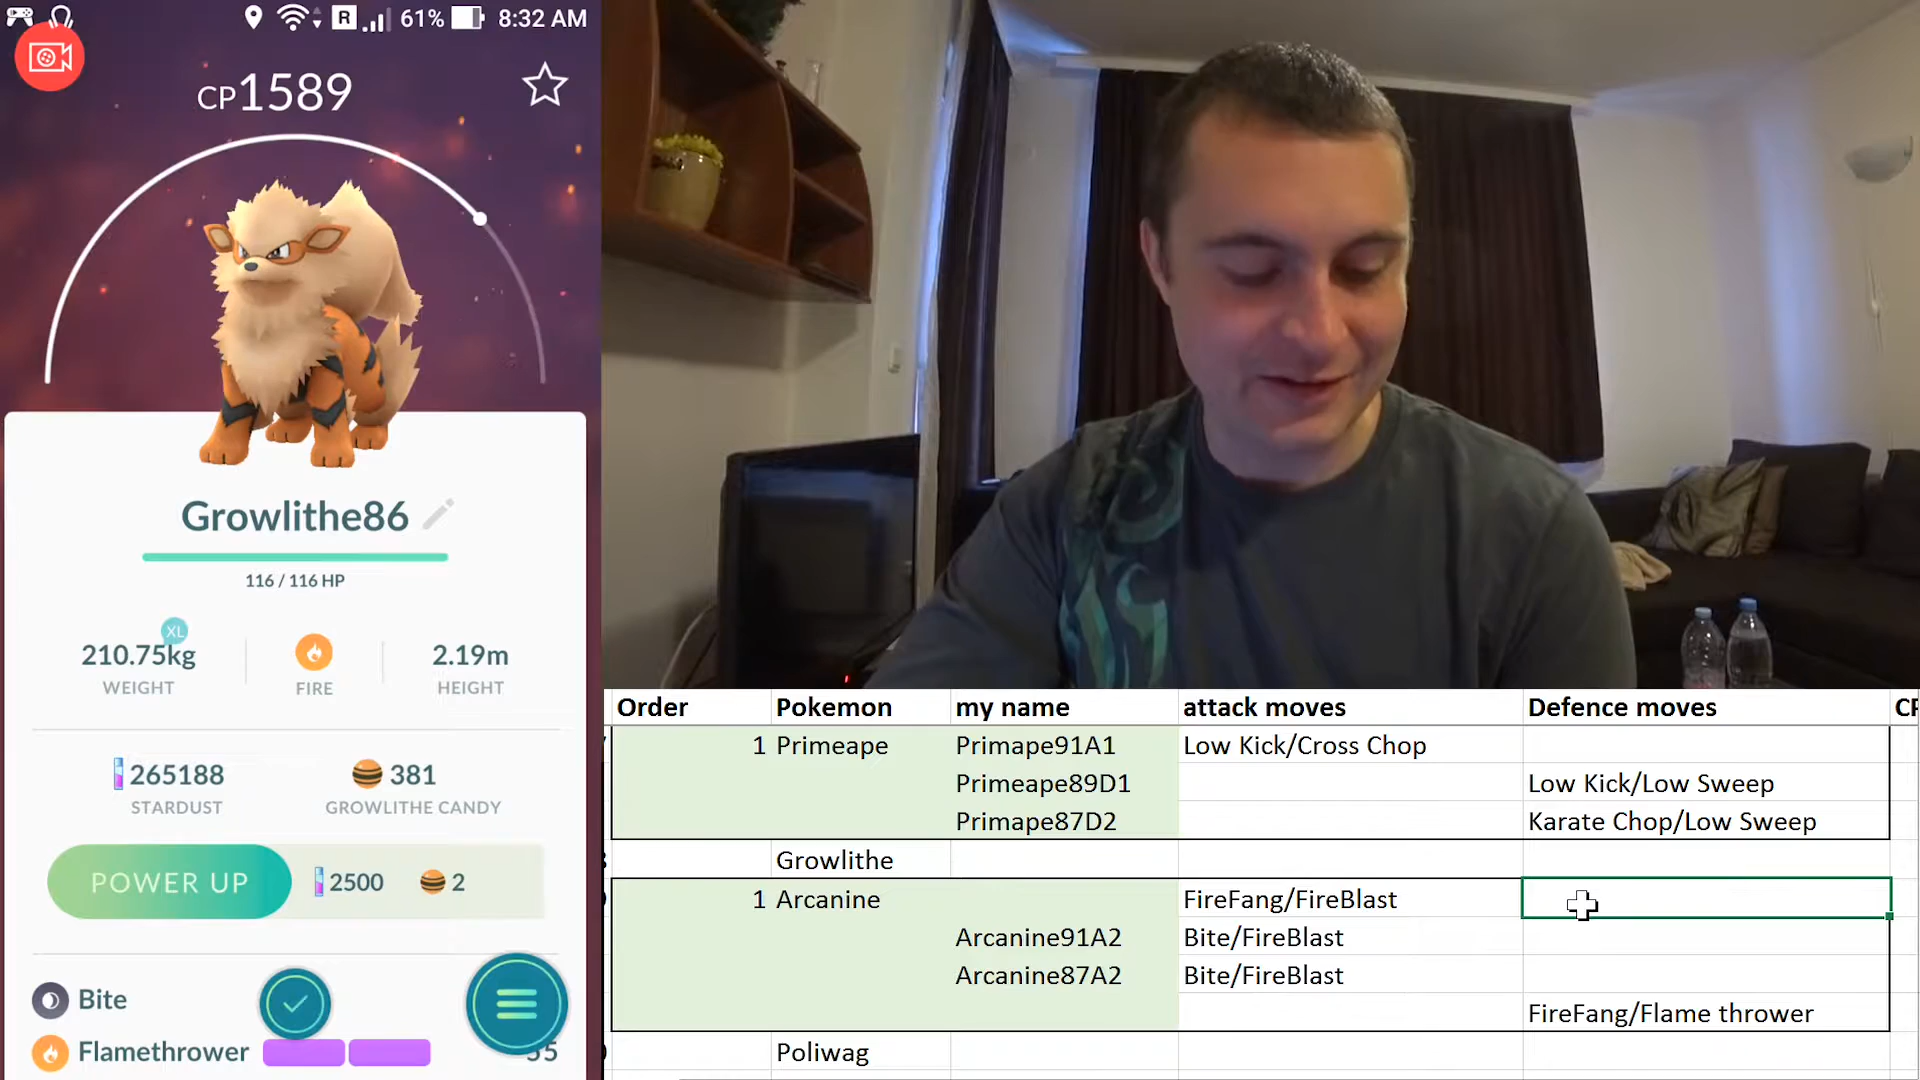 R 61% 8:32 AM
CP1589
Growlithe86
116 / 116 HP
XL
210.75kg
WEIGHT
FIRE
2.19m
HEIGHT
265188
STARDUST
381
GROWLITHE CANDY
POWER UP 2500 2
Bite
Flamethrower 55
Order Pokemon my name attack moves Defence moves
1 Primeape Primape91A1 Low Kick/Cross Chop
Primeape89D1 Low Kick/Low Sweep
Primape87D2 Karate Chop/Low Sweep
Growlithe
1 Arcanine FireFang/FireBlast
Arcanine91A2 Bite/FireBlast
Arcanine87A2 Bite/FireBlast
FireFang/Flame thrower
Poliwag